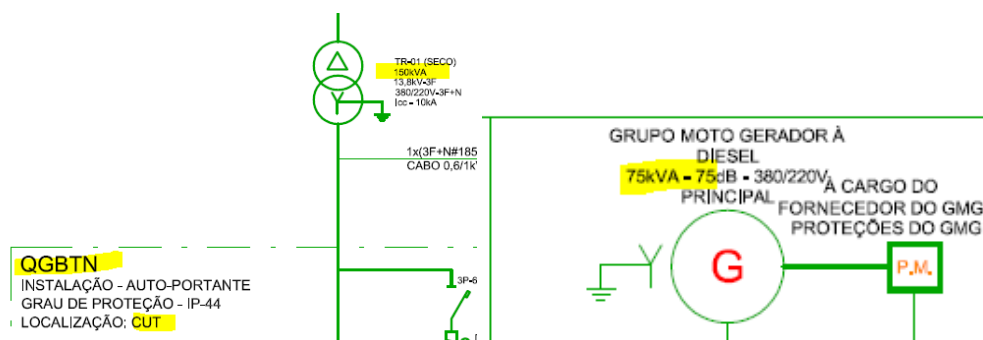 TR-01 (SECO)
150kVA
13,8kV-3F
380/220V-3F+N
Icc - 10kA
1x(3F+N#185
CABO 0,6/1k
QGBTN
INSTALAÇÃO - AUTO-PORTANTE
GRAU DE PROTEÇÃO - IP-44
LOCALIZAÇÃO: CUT
3P-6
GRUPO MOTO GERADOR À
DIESEL
75kVA - 75dB - 380/220V
PRINCIPAL
À CARGO DO
FORNECEDOR DO GMG
PROTEÇÕES DO GMG
G
P.M.